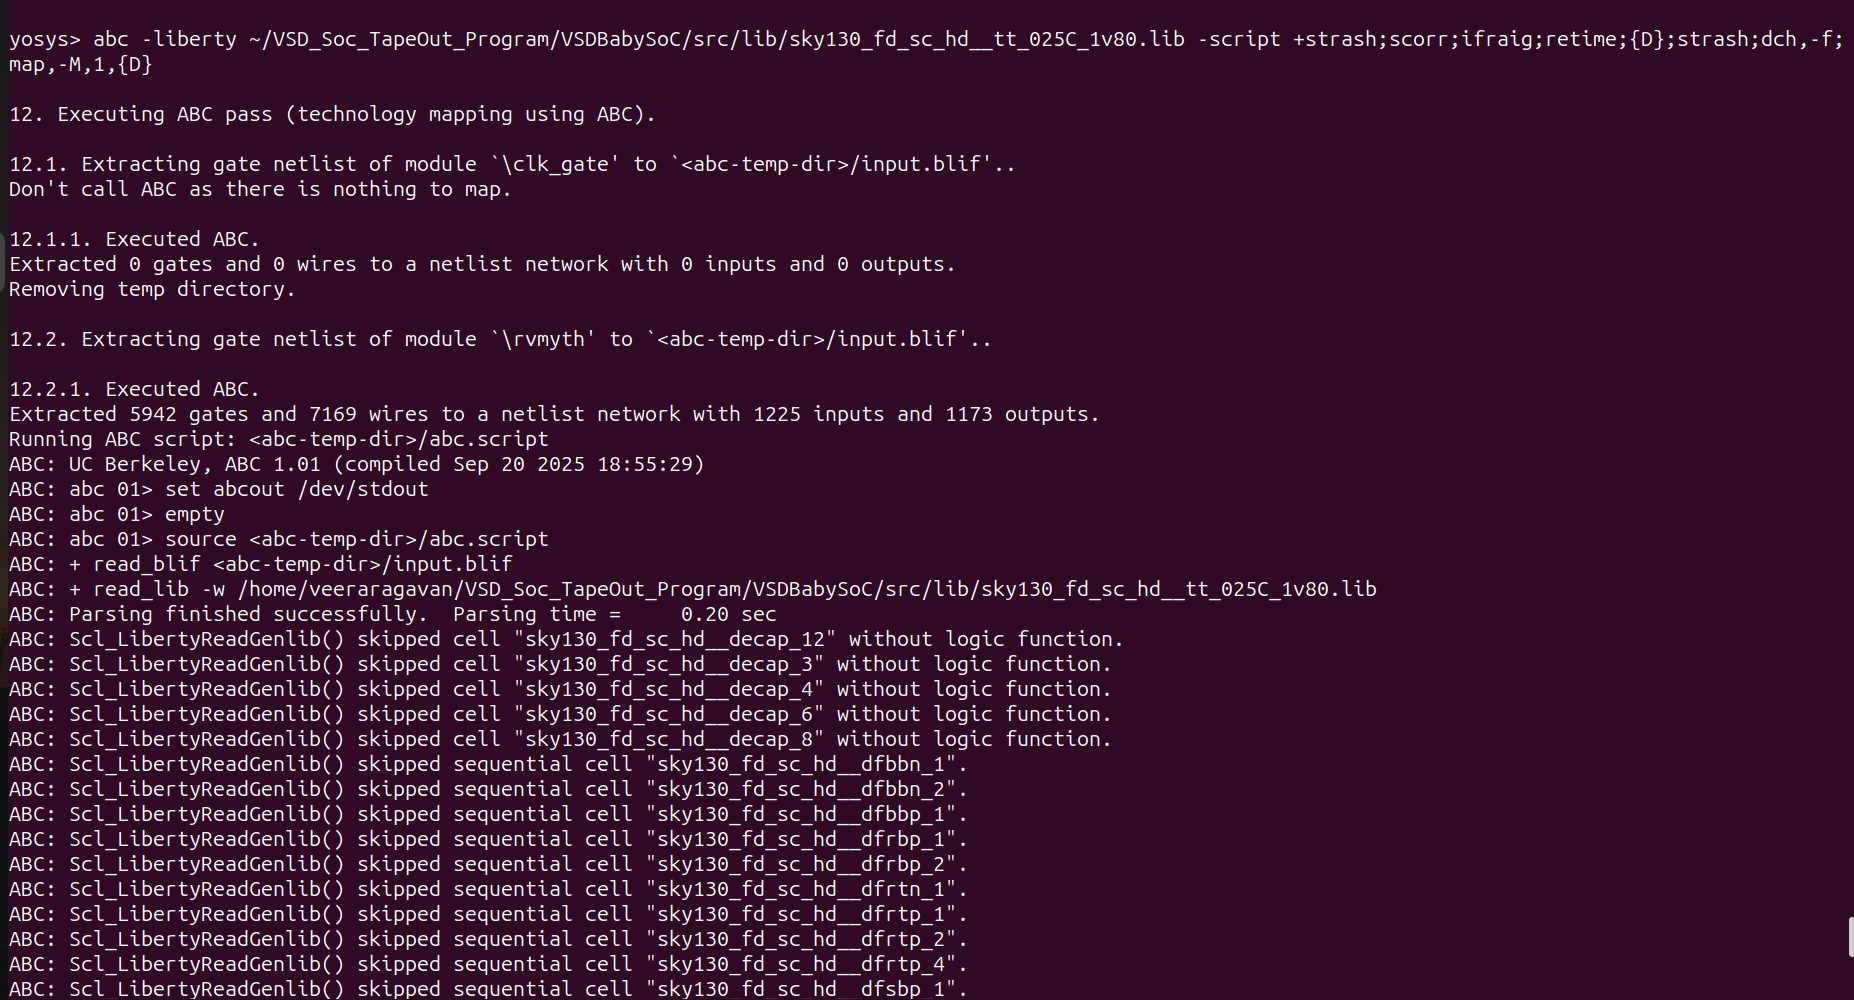 yosys> abc -liberty ~/VSD_Soc_TapeOut_Program/VSDBabySoC/src/lib/sky130_fd_sc_hd__tt_025C_1v80.lib -script +strash;scorr;ifraig;retime;{D};strash;dch,-f;
map,-M,1,{D}
12. Executing ABC pass (technology mapping using ABC).
12.1. Extracting gate netlist of module `\clk_gate' to `<abc-temp-dir>/input.blif'..
Don't call ABC as there is nothing to map.
12.1.1. Executed ABC.
Extracted 0 gates and 0 wires to a netlist network with 0 inputs and 0 outputs.
Removing temp directory.
12.2. Extracting gate netlist of module `\rvmyth' to `<abc-temp-dir>/input.blif'..
12.2.1. Executed ABC.
Extracted 5942 gates and 7169 wires to a netlist network with 1225 inputs and 1173 outputs.
Running ABC script: <abc-temp-dir>/abc.script
ABC: UC Berkeley, ABC 1.01 (compiled Sep 20 2025 18:55:29)
ABC: abc 01> set abcout /dev/stdout
ABC: abc 01> empty
ABC: abc 01> source <abc-temp-dir>/abc.script
ABC: + read_blif <abc-temp-dir>/input.blif
ABC: + read_lib -w /home/veeraragavan/VSD_Soc_TapeOut_Program/VSDBabySoC/src/lib/sky130_fd_sc_hd__tt_025C_1v80.lib
ABC: Parsing finished successfully.  Parsing time =     0.20 sec
ABC: Scl_LibertyReadGenlib() skipped cell "sky130_fd_sc_hd__decap_12" without logic function.
ABC: Scl_LibertyReadGenlib() skipped cell "sky130_fd_sc_hd__decap_3" without logic function.
ABC: Scl_LibertyReadGenlib() skipped cell "sky130_fd_sc_hd__decap_4" without logic function.
ABC: Scl_LibertyReadGenlib() skipped cell "sky130_fd_sc_hd__decap_6" without logic function.
ABC: Scl_LibertyReadGenlib() skipped cell "sky130_fd_sc_hd__decap_8" without logic function.
ABC: Scl_LibertyReadGenlib() skipped sequential cell "sky130_fd_sc_hd__dfbbn_1".
ABC: Scl_LibertyReadGenlib() skipped sequential cell "sky130_fd_sc_hd__dfbbn_2".
ABC: Scl_LibertyReadGenlib() skipped sequential cell "sky130_fd_sc_hd__dfbbp_1".
ABC: Scl_LibertyReadGenlib() skipped sequential cell "sky130_fd_sc_hd__dfrbp_1".
ABC: Scl_LibertyReadGenlib() skipped sequential cell "sky130_fd_sc_hd__dfrbp_2".
ABC: Scl_LibertyReadGenlib() skipped sequential cell "sky130_fd_sc_hd__dfrtn_1".
ABC: Scl_LibertyReadGenlib() skipped sequential cell "sky130_fd_sc_hd__dfrtp_1".
ABC: Scl_LibertyReadGenlib() skipped sequential cell "sky130_fd_sc_hd__dfrtp_2".
ABC: Scl_LibertyReadGenlib() skipped sequential cell "sky130_fd_sc_hd__dfrtp_4".
ABC: Scl_LibertyReadGenlib() skipped sequential cell "sky130_fd_sc_hd__dfsbp_1".